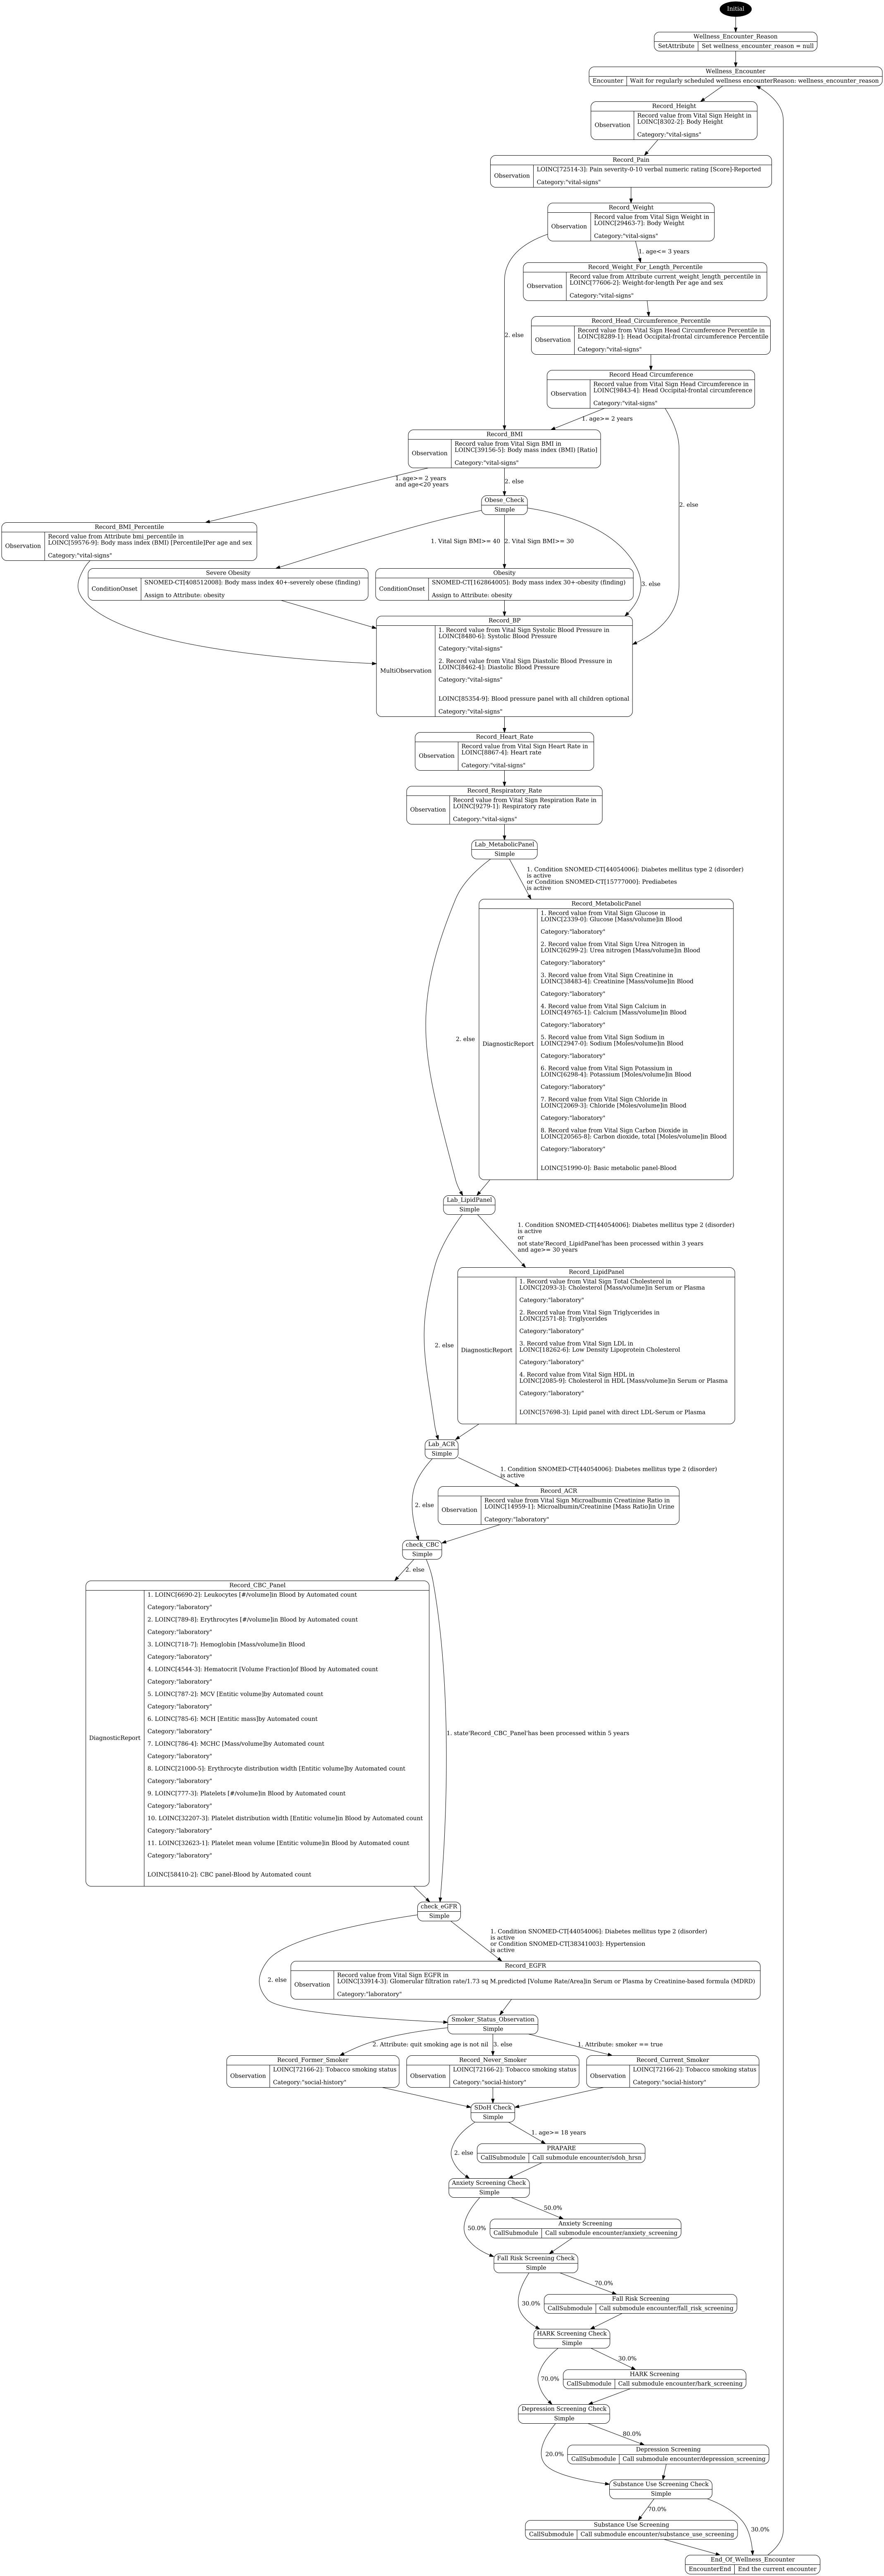 Initial
Wellness_Encounter_Reason
SetAttribute
Set wellness_encounter_reason = null
Wellness_Encounter
Encounter
Wait for regularly scheduled wellness encounterReason: wellness_encounter_reason
Record_Height
Observation
Record value from Vital Sign Height in
LOINC[8302-2]: Body Height
Category:"vital-signs"
Record_Pain
Observation
LOINC[72514-3]: Pain severity-0-10 verbal numeric rating [Score]-Reported
Category:"vital-signs"
Record_Weight
Observation
Record value from Vital Sign Weight in
LOINC[29463-7]: Body Weight
Category:"vital-signs"
1. age<= 3 years
Record_Weight_For_Length_Percentile
Observation
Record value from Attribute current_weight_length_percentile in
LOINC[77606-2]: Weight-for-length Per age and sex
Category:"vital-signs"
2. else
Record_Head_Circumference_Percentile
Observation
Record value from Vital Sign Head Circumference Percentile in
LOINC[8289-1]: Head Occipital-frontal circumference Percentile
Category:"vital-signs"
Record Head Circumference
Observation
Record value from Vital Sign Head Circumference in
LOINC[9843-4]: Head Occipital-frontal circumference
Category:"vital-signs"
1. age>= 2 years
Record_BMI
Observation
Record value from Vital Sign BMI in
LOINC[39156-5]: Body mass index (BMI) [Ratio]
Category:"vital-signs"
1. age>= 2 years
and age<20 years
2. else
2. else
Obese_Check
Simple
Record_BMI_Percentile
Observation
Record value from Attribute bmi_percentile in
LOINC[59576-9]: Body mass index (BMI) [Percentile]Per age and sex
Category:"vital-signs"
1. Vital Sign BMI>= 40
2. Vital Sign BMI>= 30
3. else
Severe Obesity
ConditionOnset
SNOMED-CT[408512008]: Body mass index 40+-severely obese (finding)
Assign to Attribute: obesity
Obesity
ConditionOnset
SNOMED-CT[162864005]: Body mass index 30+-obesity (finding)
Assign to Attribute: obesity
Record_BP
MultiObservation
1. Record value from Vital Sign Systolic Blood Pressure in
LOINC[8480-6]: Systolic Blood Pressure
Category:"vital-signs"
2. Record value from Vital Sign Diastolic Blood Pressure in
LOINC[8462-4]: Diastolic Blood Pressure
Category:"vital-signs"
LOINC[85354-9]: Blood pressure panel with all children optional
Category:"vital-signs"
Record_Heart_Rate
Observation
Record value from Vital Sign Heart Rate in
LOINC[8867-4]: Heart rate
Category:"vital-signs"
Record_Respiratory_Rate
Observation
Record value from Vital Sign Respiration Rate in
LOINC[9279-1]: Respiratory rate
Category:"vital-signs"
Lab_MetabolicPanel
Simple
1. Condition SNOMED-CT[44054006]: Diabetes mellitus type 2 (disorder)
is active
or Condition SNOMED-CT[15777000]: Prediabetes
is active
2. else
Record_MetabolicPanel
DiagnosticReport
1. Record value from Vital Sign Glucose in
LOINC[2339-0]: Glucose [Mass/volume]in Blood
Category:"laboratory"
2. Record value from Vital Sign Urea Nitrogen in
LOINC[6299-2]: Urea nitrogen [Mass/volume]in Blood
Category:"laboratory"
3. Record value from Vital Sign Creatinine in
LOINC[38483-4]: Creatinine [Mass/volume]in Blood
Category:"laboratory"
4. Record value from Vital Sign Calcium in
LOINC[49765-1]: Calcium [Mass/volume]in Blood
Category:"laboratory"
5. Record value from Vital Sign Sodium in
LOINC[2947-0]: Sodium [Moles/volume]in Blood
Category:"laboratory"
6. Record value from Vital Sign Potassium in
LOINC[6298-4]: Potassium [Moles/volume]in Blood
Category:"laboratory"
7. Record value from Vital Sign Chloride in
LOINC[2069-3]: Chloride [Moles/volume]in Blood
Category:"laboratory"
8. Record value from Vital Sign Carbon Dioxide in
LOINC[20565-8]: Carbon dioxide, total [Moles/volume]in Blood
Category:"laboratory"
LOINC[51990-0]: Basic metabolic panel-Blood
Lab_LipidPanel
Simple
1. Condition SNOMED-CT[44054006]: Diabetes mellitus type 2 (disorder)
is active
or
not state'Record_LipidPanel'has been processed within 3 years
and age>= 30 years
2. else
Record_LipidPanel
DiagnosticReport
1. Record value from Vital Sign Total Cholesterol in
LOINC[2093-3]: Cholesterol [Mass/volume]in Serum or Plasma
Category:"laboratory"
2. Record value from Vital Sign Triglycerides in
LOINC[2571-8]: Triglycerides
Category:"laboratory"
3. Record value from Vital Sign LDL in
LOINC[18262-6]: Low Density Lipoprotein Cholesterol
Category:"laboratory"
4. Record value from Vital Sign HDL in
LOINC[2085-9]: Cholesterol in HDL [Mass/volume]in Serum or Plasma
Category:"laboratory"
LOINC[57698-3]: Lipid panel with direct LDL-Serum or Plasma
Lab_ACR
Simple
1. Condition SNOMED-CT[44054006]: Diabetes mellitus type 2 (disorder)
is active
2. else
Record_ACR
Observation
Record value from Vital Sign Microalbumin Creatinine Ratio in
LOINC[14959-1]: Microalbumin/Creatinine [Mass Ratio]in Urine
Category:"laboratory"
check_CBC
Simple
2. else
Record_CBC_Panel
DiagnosticReport
1. LOINC[6690-2]: Leukocytes [#/volume]in Blood by Automated count
Category:"laboratory"
2. LOINC[789-8]: Erythrocytes [#/volume]in Blood by Automated count
Category:"laboratory"
3. LOINC[718-7]: Hemoglobin [Mass/volume]in Blood
Category:"laboratory"
4. LOINC[4544-3]: Hematocrit [Volume Fraction]of Blood by Automated count
Category:"laboratory"
5. LOINC[787-2]: MCV [Entitic volume]by Automated count
Category:"laboratory"
6. LOINC[785-6]: MCH [Entitic mass]by Automated count
Category:"laboratory"
7. LOINC[786-4]: MCHC [Mass/volume]by Automated count
Category:"laboratory"
8. LOINC[21000-5]: Erythrocyte distribution width [Entitic volume]by Automated count
Category:"laboratory"
9. LOINC[777-3]: Platelets [#/volume]in Blood by Automated count
Category:"laboratory"
10. LOINC[32207-3]: Platelet distribution width [Entitic volume]in Blood by Automated count
Category:"laboratory"
11. LOINC[32623-1]: Platelet mean volume [Entitic volume]in Blood by Automated count
Category:"laboratory"
LOINC[58410-2]: CBC panel-Blood by Automated count
1. state'Record_CBC_Panel'has been processed within 5 years
check_eGFR
Simple
1. Condition SNOMED-CT[44054006]: Diabetes mellitus type 2 (disorder)
is active
or Condition SNOMED-CT[38341003]: Hypertension
is active
2. else
Record_EGFR
Observation
Record value from Vital Sign EGFR in
LOINC[33914-3]: Glomerular filtration rate/1.73 sq M.predicted [Volume Rate/Area]in Serum or Plasma by Creatinine-based formula (MDRD)
Category:"laboratory"
Smoker_Status_Observation
Simple
2. Attribute: quit smoking age is not nil
3. else
1. Attribute: smoker == true
Record_Former_Smoker
Observation
LOINC[72166-2]: Tobacco smoking status
Category:"social-history"
Record_Never_Smoker
Observation
LOINC[72166-2]: Tobacco smoking status
Category:"social-history"
Record_Current_Smoker
Observation
LOINC[72166-2]: Tobacco smoking status
Category:"social-history"
SDoH Check
Simple
1. age>= 18 years
2. else
PRAPARE
CallSubmodule
Call submodule encounter/sdoh_hrsn
Anxiety Screening Check
Simple
50.0%
50.0%
Anxiety Screening
CallSubmodule
Call submodule encounter/anxiety_screening
Fall Risk Screening Check
Simple
70.0%
30.0%
Fall Risk Screening
CallSubmodule
Call submodule encounter/fall_risk_screening
HARK Screening Check
Simple
30.0%
70.0%
HARK Screening
CallSubmodule
Call submodule encounter/hark_screening
Depression Screening Check
Simple
80.0%
20.0%
Depression Screening
CallSubmodule
Call submodule encounter/depression_screening
Substance Use Screening Check
Simple
70.0%
30.0%
Substance Use Screening
CallSubmodule
Call submodule encounter/substance_use_screening
End_Of_Wellness_Encounter
EncounterEnd
End the current encounter